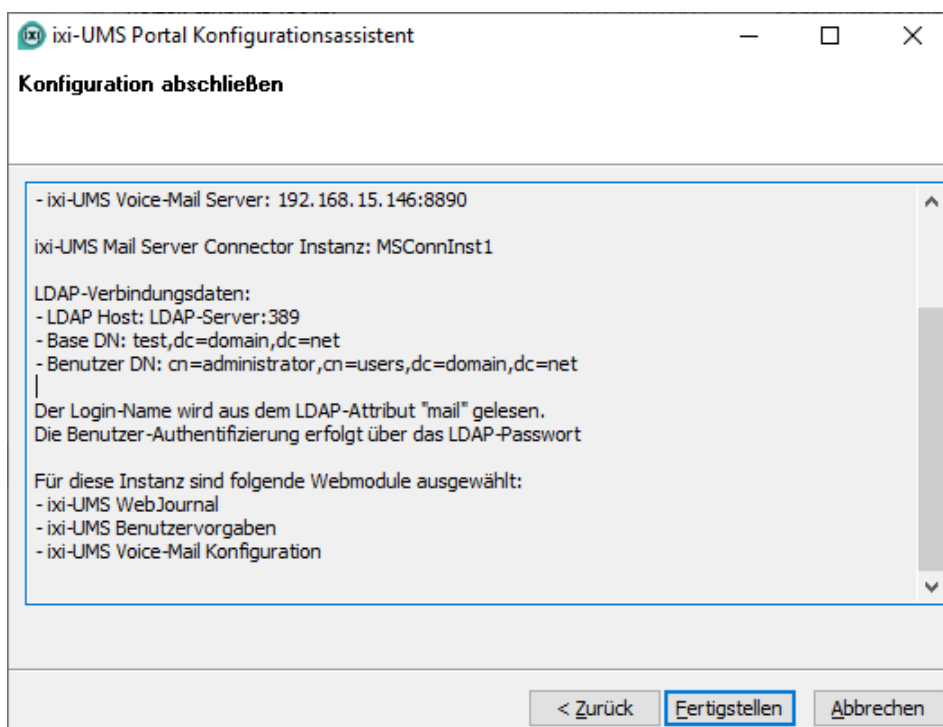 ixi-UMS Portal Konfigurationsassistent
Konfiguration abschließen
- ixi-UMS Voice-Mail Server: 192.168.15.146:8890
ixi-UMS Mail Server Connector Instanz: MSConnInst1
LDAP-Verbindungsdaten:
- LDAP Host: LDAP-Server:389
- Base DN: test,dc=domain,dc=net
- Benutzer DN: cn=administrator,cn=users,dc=domain,dc=net
Der Login-Name wird aus dem LDAP-Attribut "mail" gelesen.
Die Benutzer-Authentifizierung erfolgt über das LDAP-Passwort
Für diese Instanz sind folgende Webmodule ausgewählt:
- ixi-UMS WebJournal
- ixi-UMS Benutzervorgaben
- ixi-UMS Voice-Mail Konfiguration
< Zurück Fertigstellen Abbrechen